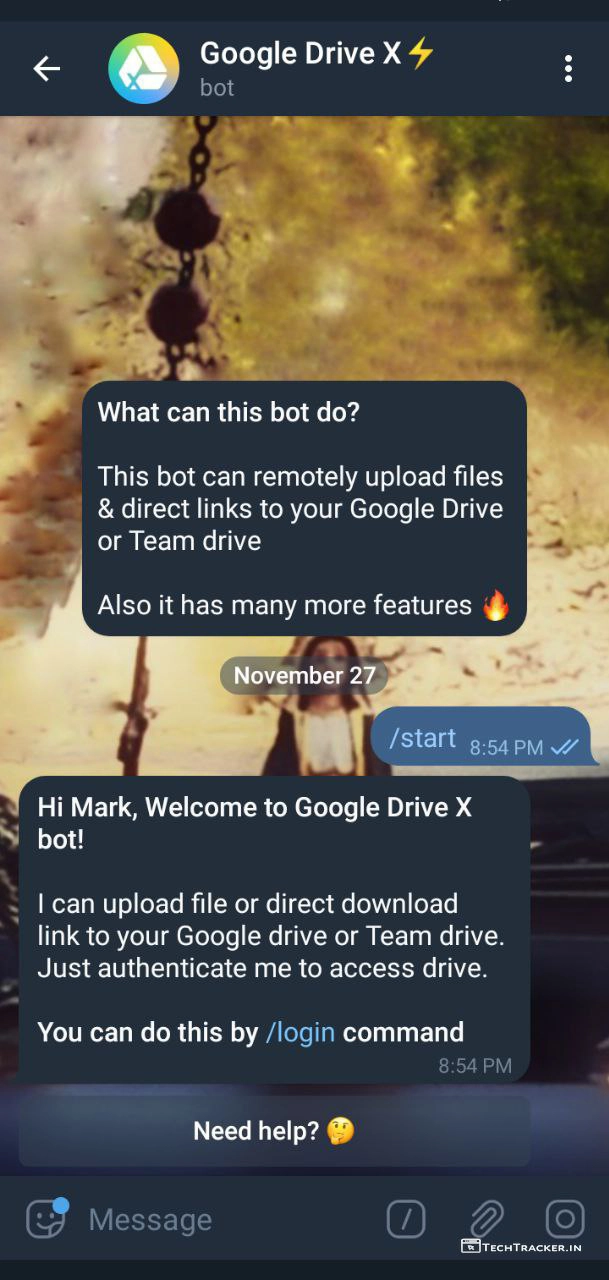 Google Drive X⚡
bot
What can this bot do?
This bot can remotely upload files
& direct links to your Google Drive
or Team drive
Also it has many more features 🔥
November 27
/start 8:54 PM
Hi Mark, Welcome to Google Drive X
bot!
I can upload file or direct download
link to your Google drive or Team drive.
Just authenticate me to access drive.
You can do this by /login command
8:54 PM
Need help? 🤔
Message
TECHTRACKER.IN